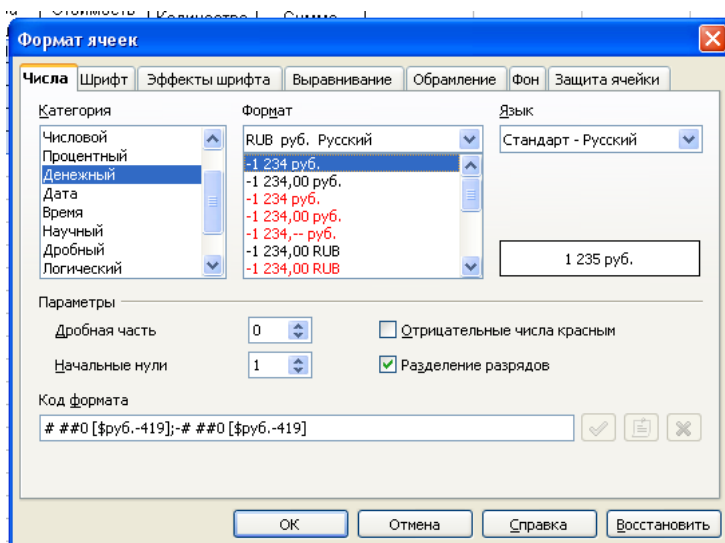 Стоимость Количество Сумма
Формат ячеек
Числа Шрифт Эффекты шрифта Выравнивание Обрамление Фон Защита ячейки
Категория Формат Язык
Числовой
Процентный
Денежный
Дата
Время
Научный
Дробный
Логический
RUB руб. Русский
-1 234 руб.
-1 234,00 руб.
-1 234 руб.
-1 234,00 руб.
-1 234,-- руб.
-1 234,00 RUB
-1 234,00 RUB
Стандарт - Русский
1 235 руб.
Параметры
Дробная часть 0 Отрицательные числа красным
Начальные нули 1 Разделение разрядов
Код формата
# ##0 [$руб.-419];-# ##0 [$руб.-419]
ОК Отмена Справка Восстановить